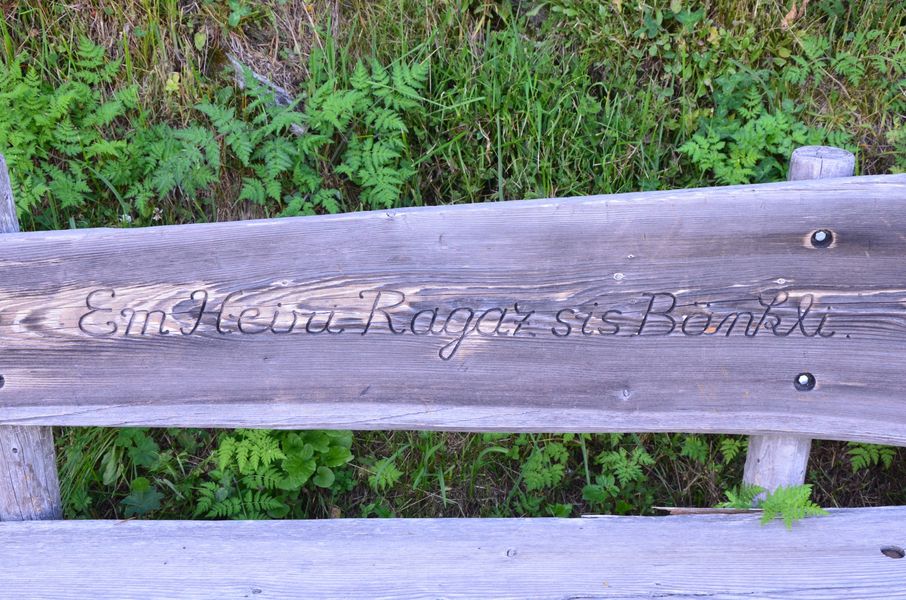 Em Heiri Ragaz sis Bänkli.